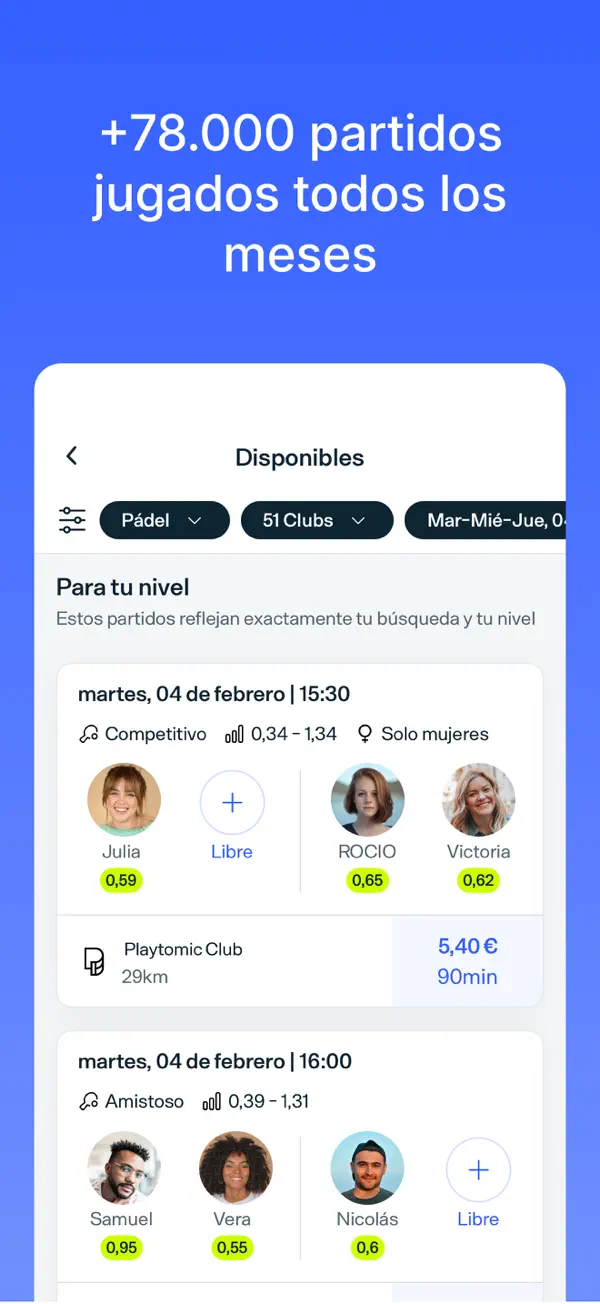 +78.000 partidos
jugados todos los
meses
Disponibles
Pádel
51 Clubs
Mar-Mié-Jue, 04
Para tu nivel
Estos partidos reflejan exactamente tu búsqueda y tu nivel
martes, 04 de febrero | 15:30
Competitivo 0,34 - 1,34 Solo mujeres
Julia Libre ROCIO Victoria
0,59 0,65 0,62
Playtomic Club 5,40 €
29km 90min
martes, 04 de febrero | 16:00
Amistoso 0,39 - 1,31
Samuel Vera Nicolás Libre
0,95 0,55 0,6